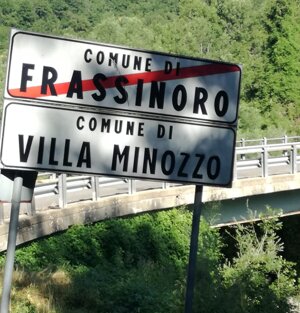 COMUNE DI
FRASSINORO
COMUNE DI
VILLA MINOZZO